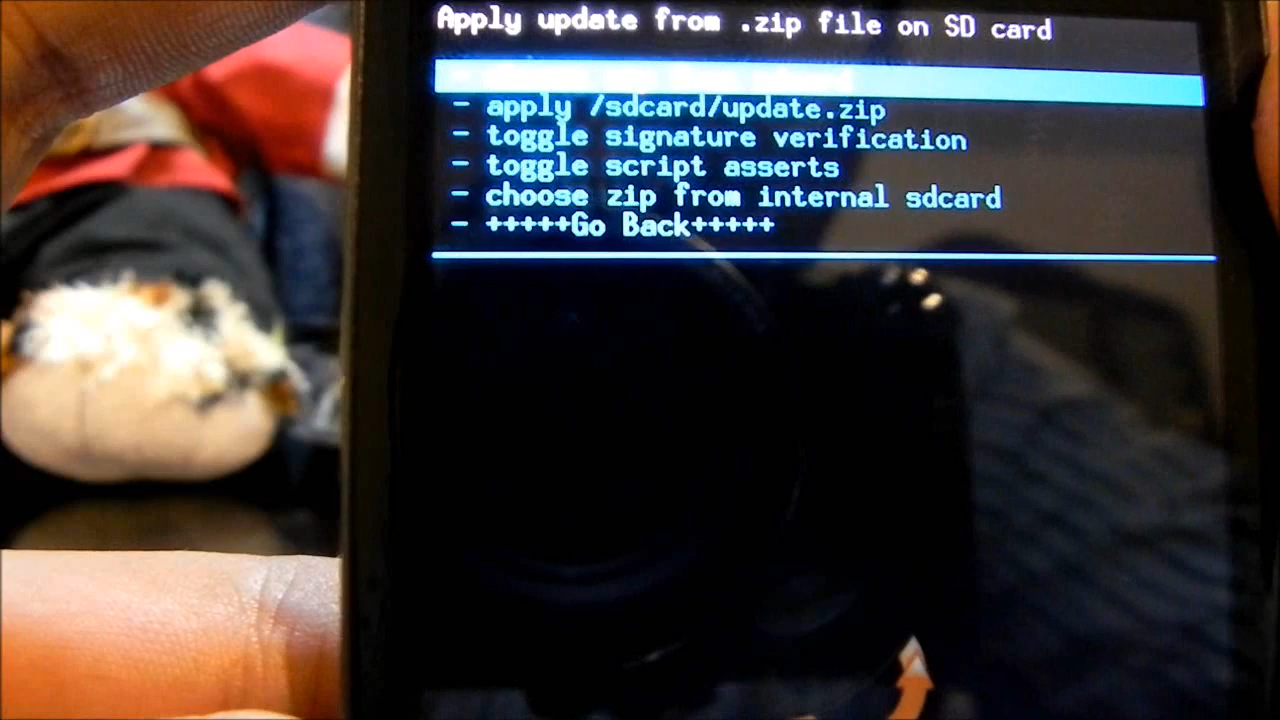 Apply update from .zip file on SD card
- apply /sdcard/update.zip
- toggle signature verification
- toggle script asserts
- choose zip from internal sdcard
- +++++Go Back+++++